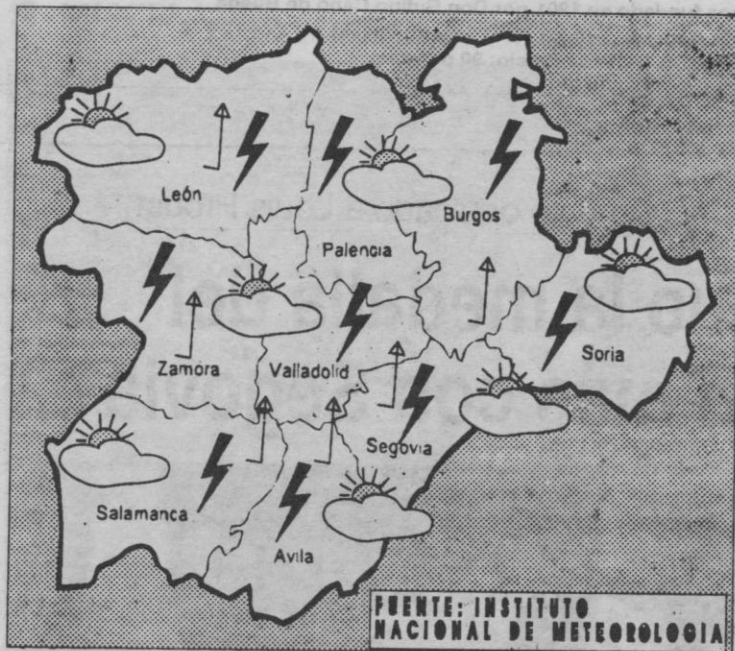 León
Burgos
Palencia
Soria
Zamora
Valladolid
Segovia
Salamanca
Avila
FUENTE: INSTITUTO
NACIONAL DE METEOROLOGIA